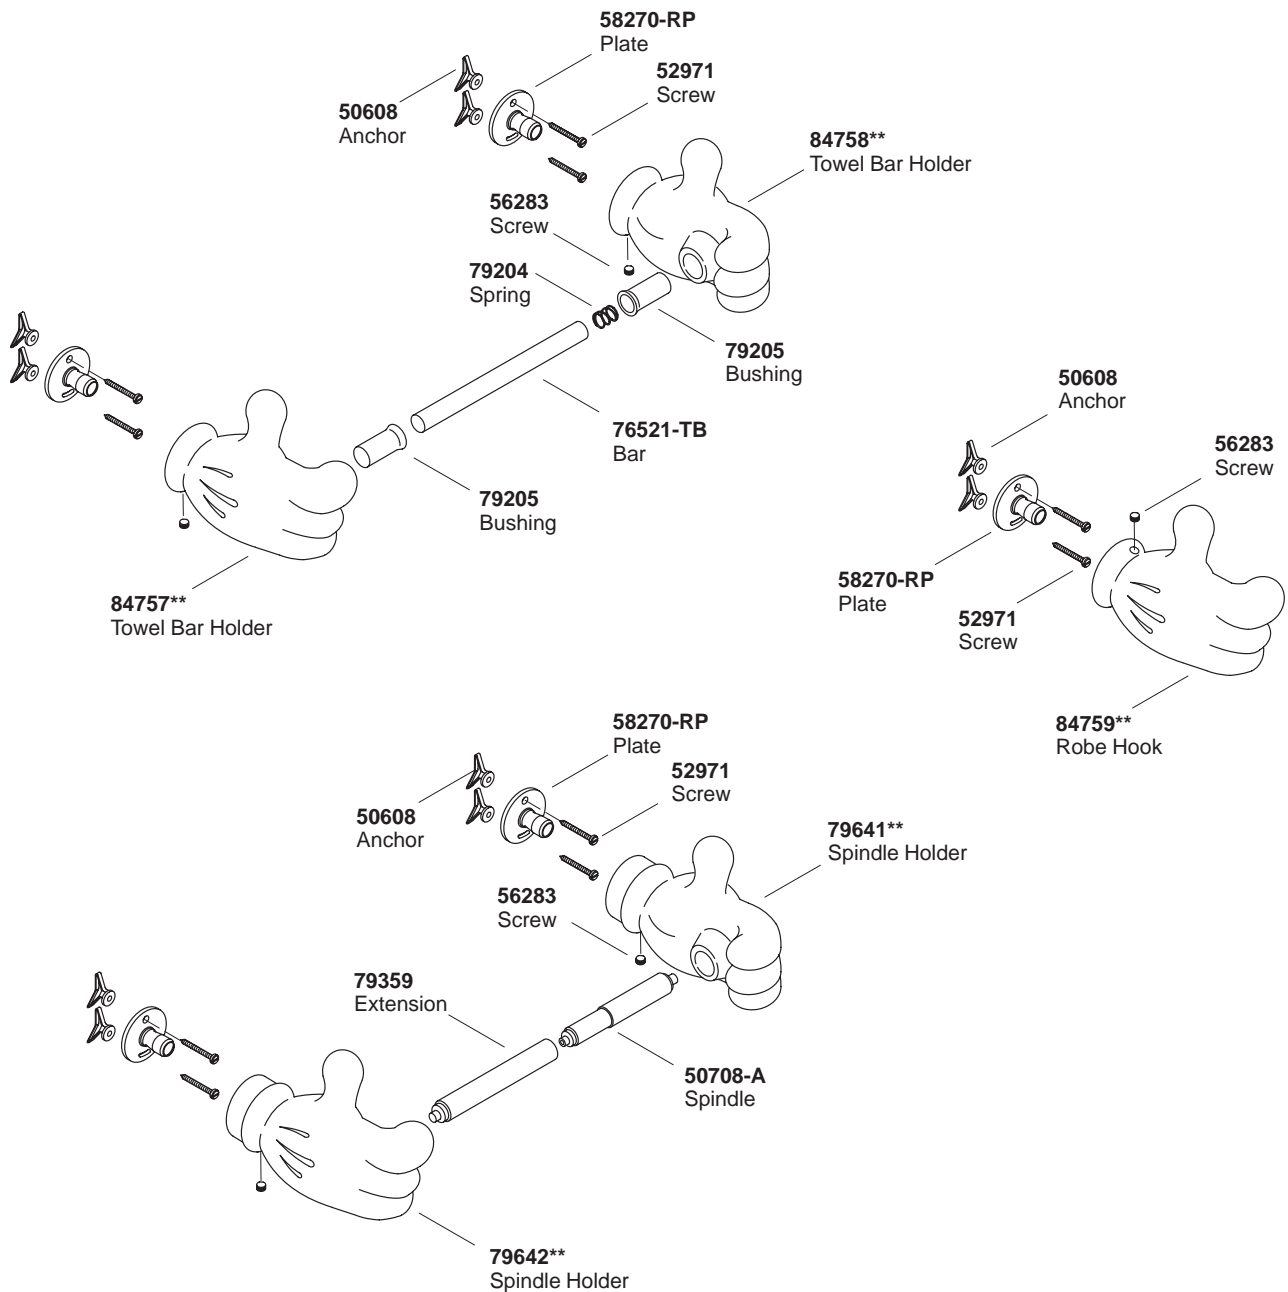 58270-RP
Plate
52971
Screw
50608
Anchor
84758**
Towel Bar Holder
56283
Screw
79204
Spring
79205
Bushing
76521-TB
Bar
79205
Bushing
84757**
Towel Bar Holder
50608
Anchor
56283
Screw
58270-RP
Plate
52971
Screw
84759**
Robe Hook
58270-RP
Plate
52971
Screw
50608
Anchor
79641**
Spindle Holder
56283
Screw
79359
Extension
50708-A
Spindle
79642**
Spindle Holder